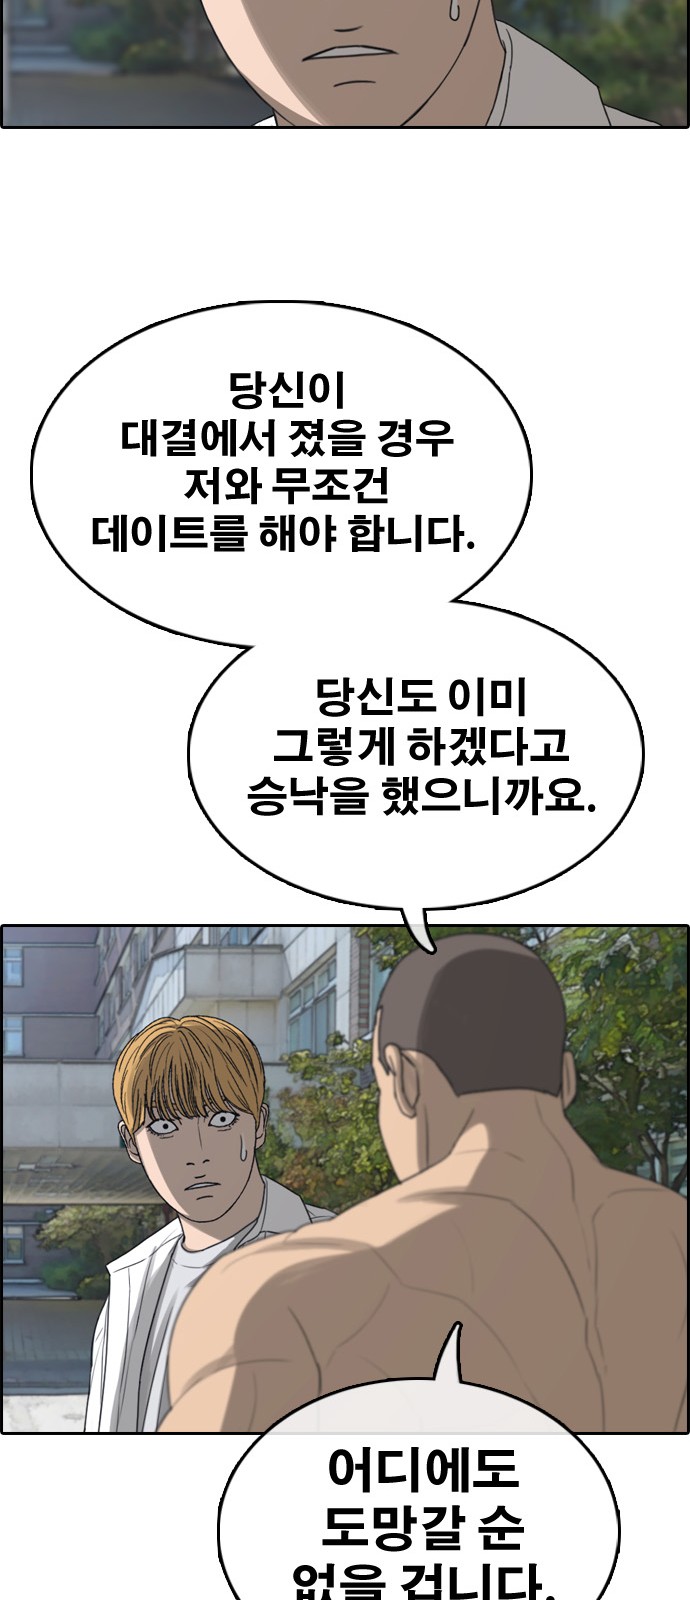 당신이
대결에서 졌을 경우
저와 무조건
데이트를 해야 합니다.
당신도 이미
그렇게 하겠다고
승낙을 했으니까요.
어디에도
도망갈 순
없을 겁니다.